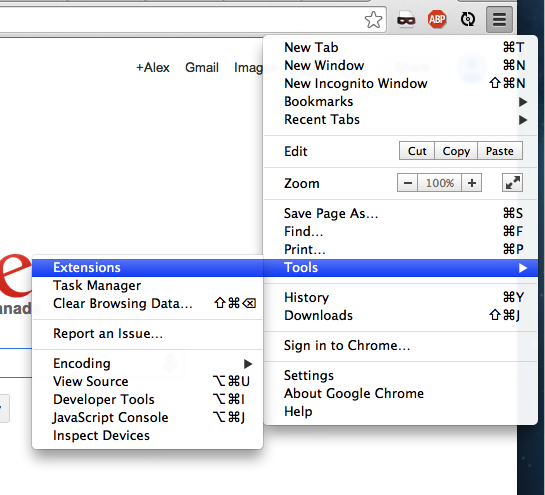 ABP
+Alex Gmail Images
New Tab ⌘T
New Window ⌘N
New Incognito Window ⇧⌘N
Bookmarks ▶
Recent Tabs ▶
Edit Cut Copy Paste
Zoom − 100% +
Save Page As... ⌘S
Find... ⌘F
Print... ⌘P
Tools ▶
History ⌘Y
Downloads ⇧⌘J
Sign in to Chrome...
Settings
About Google Chrome
Help
e
anad
Extensions
Task Manager
Clear Browsing Data... ⇧⌘⌫
Report an Issue...
Encoding ▶
View Source ⌥⌘U
Developer Tools ⌥⌘I
JavaScript Console ⌥⌘J
Inspect Devices